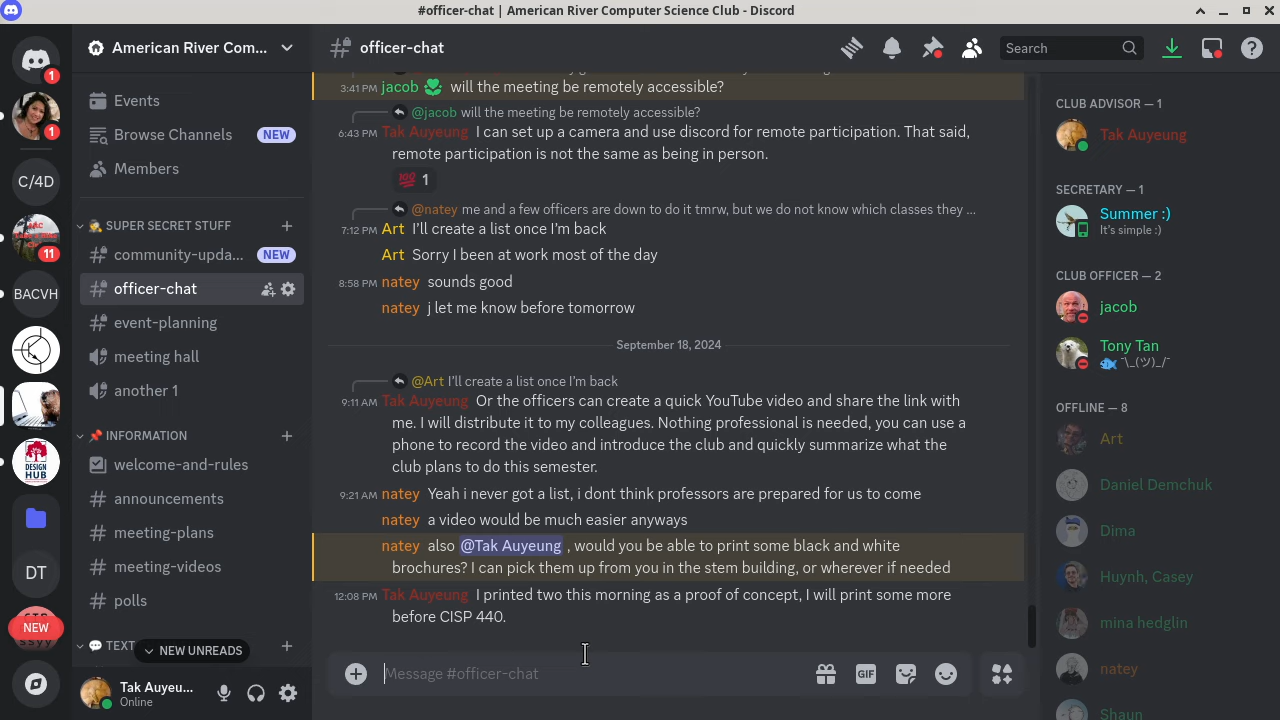 #officer-chat | American River Computer Science Club - Discord
1
1
C/4D
11
BACVH
DESIGN
HUB
DT
NEW
American River Com...
Events
Browse Channels NEW
Members
SUPER SECRET STUFF
community-upda... NEW
officer-chat
event-planning
meeting hall
another 1
INFORMATION
welcome-and-rules
announcements
meeting-plans
meeting-videos
polls
TEXT
NEW UNREADS
Tak Auyeu...
Online
officer-chat
Search
3:41 PM jacob will the meeting be remotely accessible?
@jacob will the meeting be remotely accessible?
6:43 PM Tak Auyeung I can set up a camera and use discord for remote participation. That said,
remote participation is not the same as being in person.
💯 1
@natey me and a few officers are down to do it tmrw, but we do not know which classes they ...
7:12 PM Art I'll create a list once I'm back
Art Sorry I been at work most of the day
8:58 PM natey sounds good
natey j let me know before tomorrow
September 18, 2024
@Art I'll create a list once I'm back
9:11 AM Tak Auyeung Or the officers can create a quick YouTube video and share the link with
me. I will distribute it to my colleagues. Nothing professional is needed, you can use a
phone to record the video and introduce the club and quickly summarize what the
club plans to do this semester.
9:21 AM natey Yeah i never got a list, i dont think professors are prepared for us to come
natey a video would be much easier anyways
natey also @Tak Auyeung , would you be able to print some black and white
brochures? I can pick them up from you in the stem building, or wherever if needed
12:08 PM Tak Auyeung I printed two this morning as a proof of concept, I will print some more
before CISP 440.
Message #officer-chat
GIF
CLUB ADVISOR — 1
Tak Auyeung
SECRETARY — 1
Summer :)
It's simple :)
CLUB OFFICER — 2
jacob
Tony Tan
¯\_(ツ)_/¯
OFFLINE — 8
Art
Daniel Demchuk
Dima
Huynh, Casey
mina hedglin
natey
Shaun